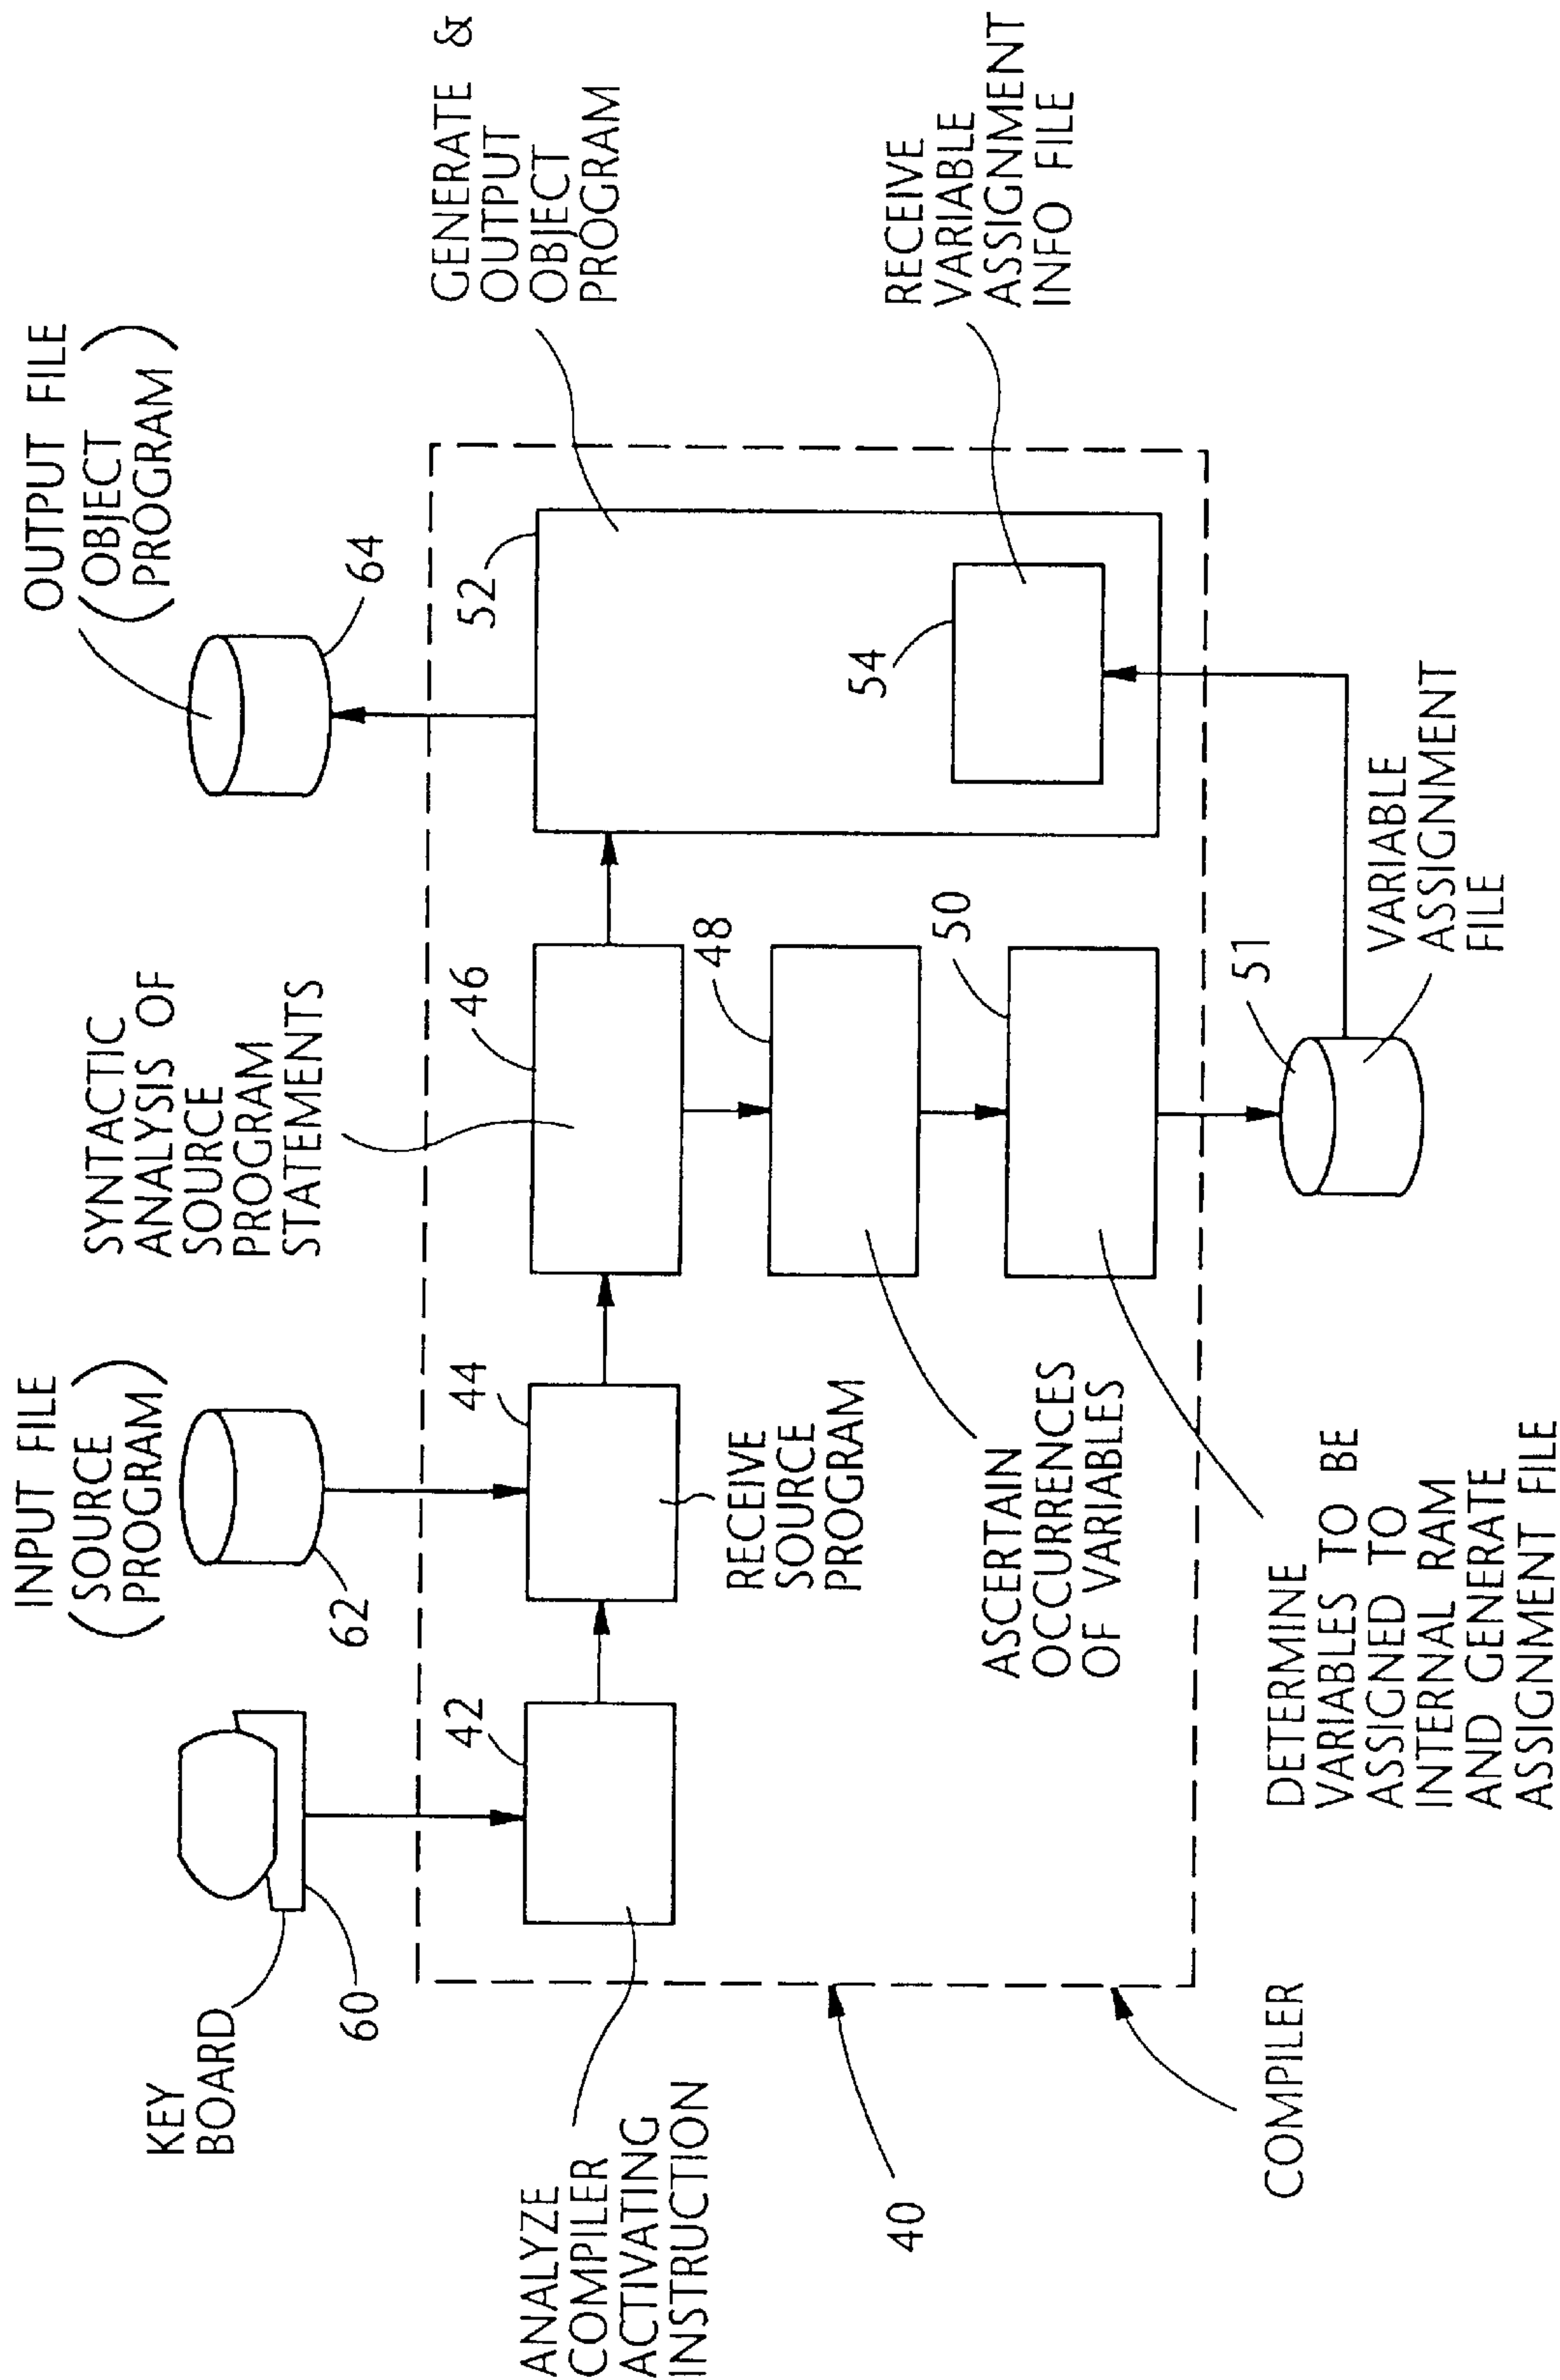 KEY
BOARD
60
INPUT FILE
(SOURCE
PROGRAM)
62
SYNTACTIC
ANALYSIS OF
SOURCE
PROGRAM
STATEMENTS
OUTPUT FILE
(OBJECT
PROGRAM)
64
GENERATE &
OUTPUT
OBJECT
PROGRAM
ANALYZE
COMPILER
ACTIVATING
INSTRUCTION
42
44
46
52
RECEIVE
SOURCE
PROGRAM
48
54
RECEIVE
VARIABLE
ASSIGNMENT
INFO FILE
40
ASCERTAIN
OCCURRENCES
OF VARIABLES
50
COMPILER
DETERMINE
VARIABLES TO BE
ASSIGNED TO
INTERNAL RAM
AND GENERATE
ASSIGNMENT FILE
51
VARIABLE
ASSIGNMENT
FILE